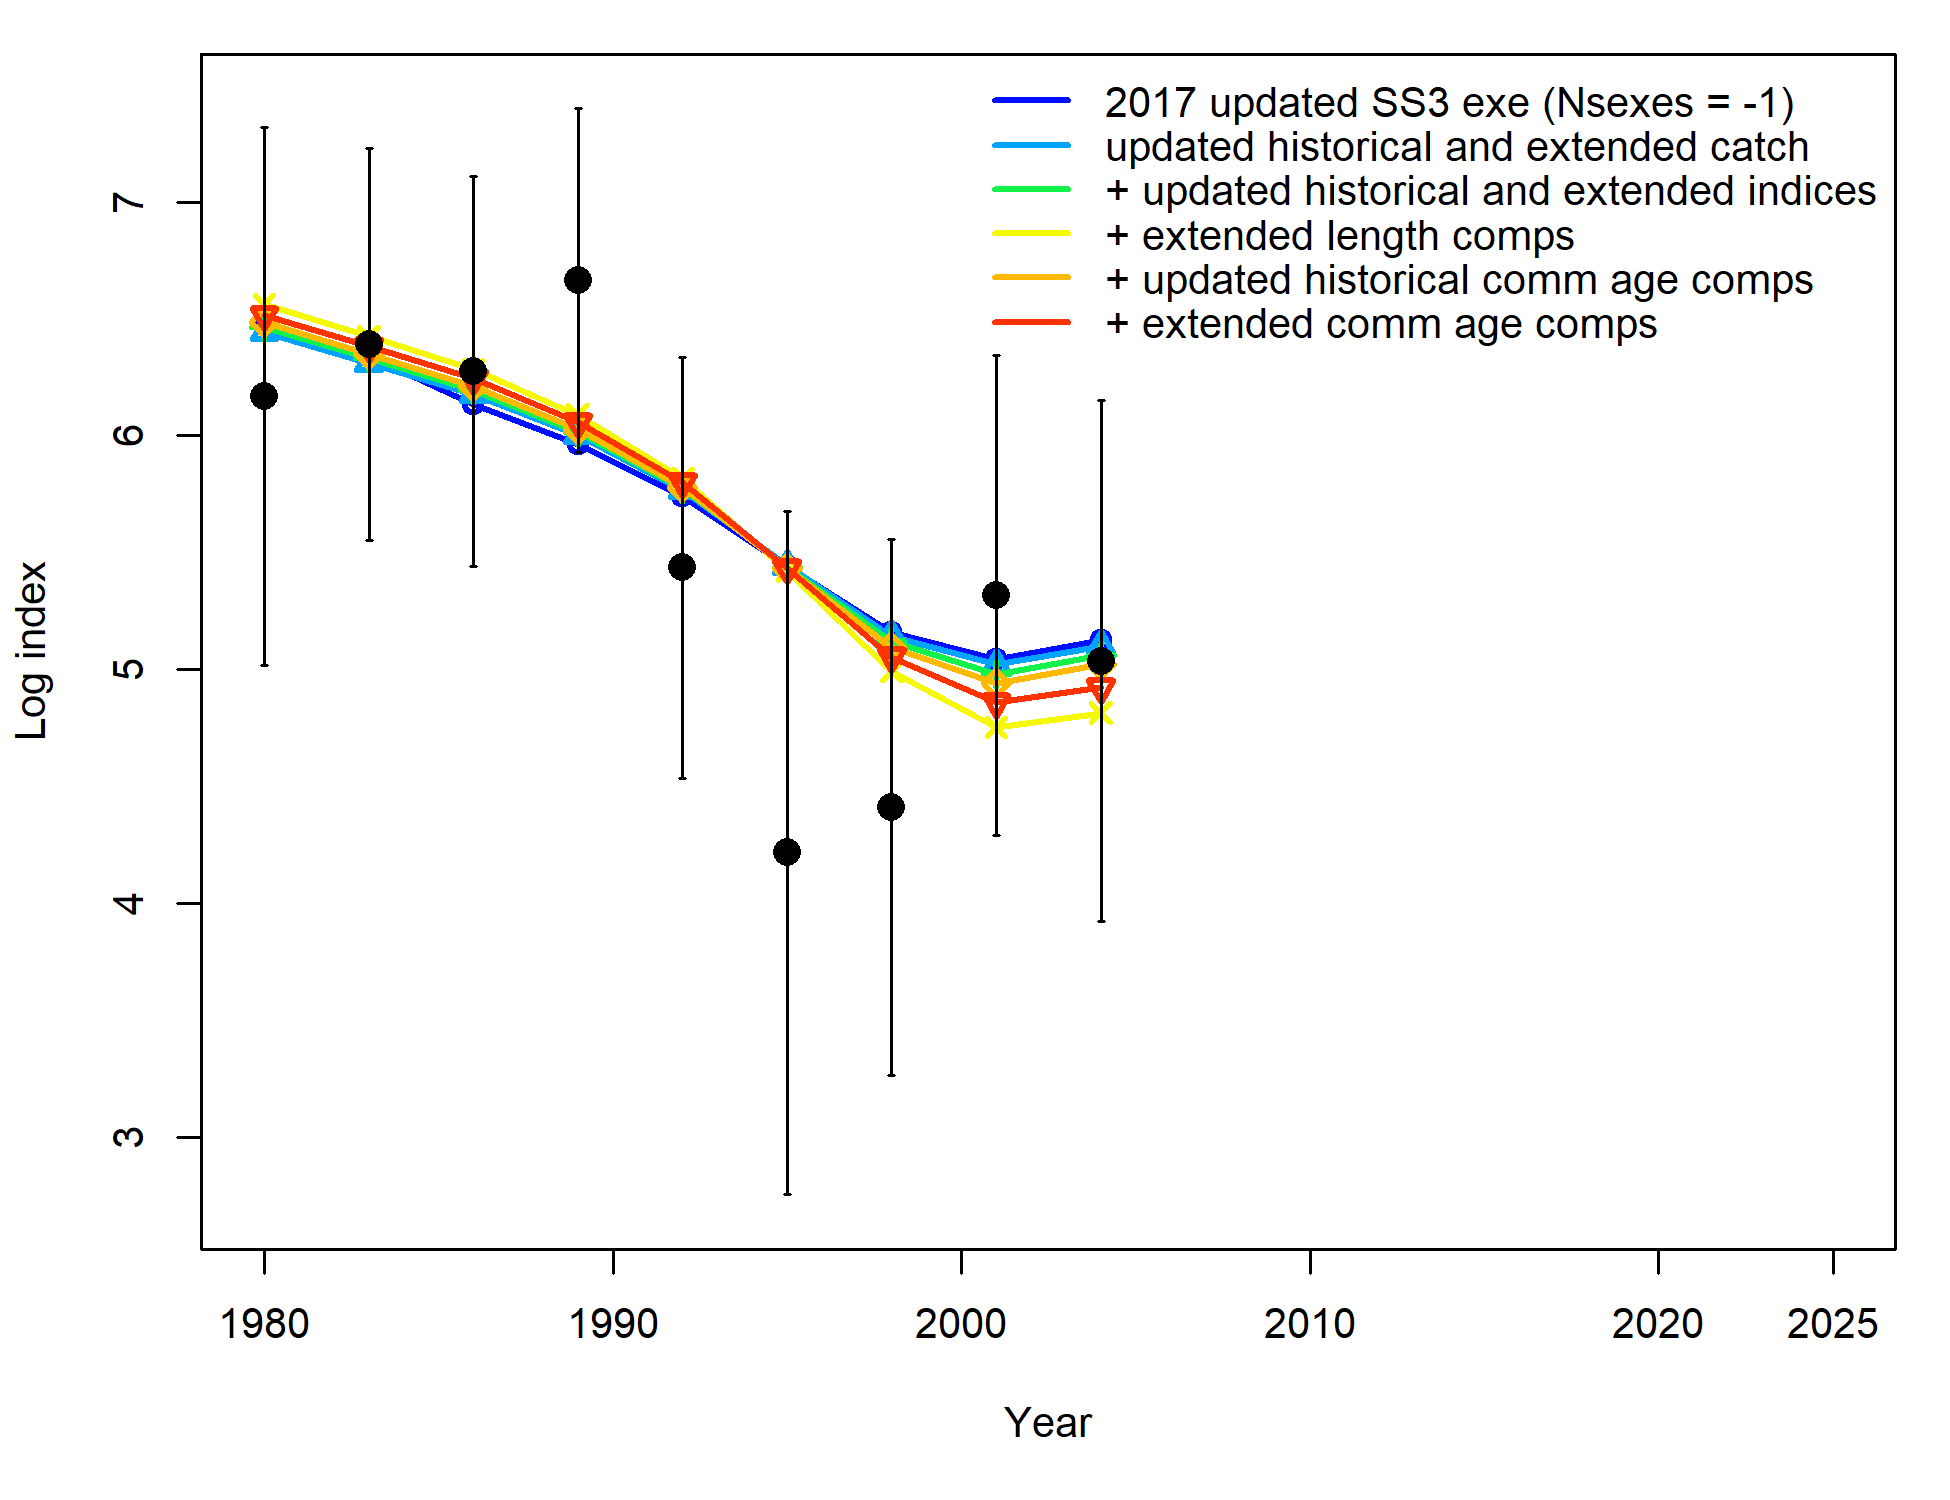 2017 updated SS3 exe (Nsexes = -1)
updated historical and extended catch
+ updated historical and extended indices
+ extended length comps
+ updated historical comm age comps
+ extended comm age comps
7
6
5
4
3
Log index
1980 1990 2000 2010 2020 2025
Year